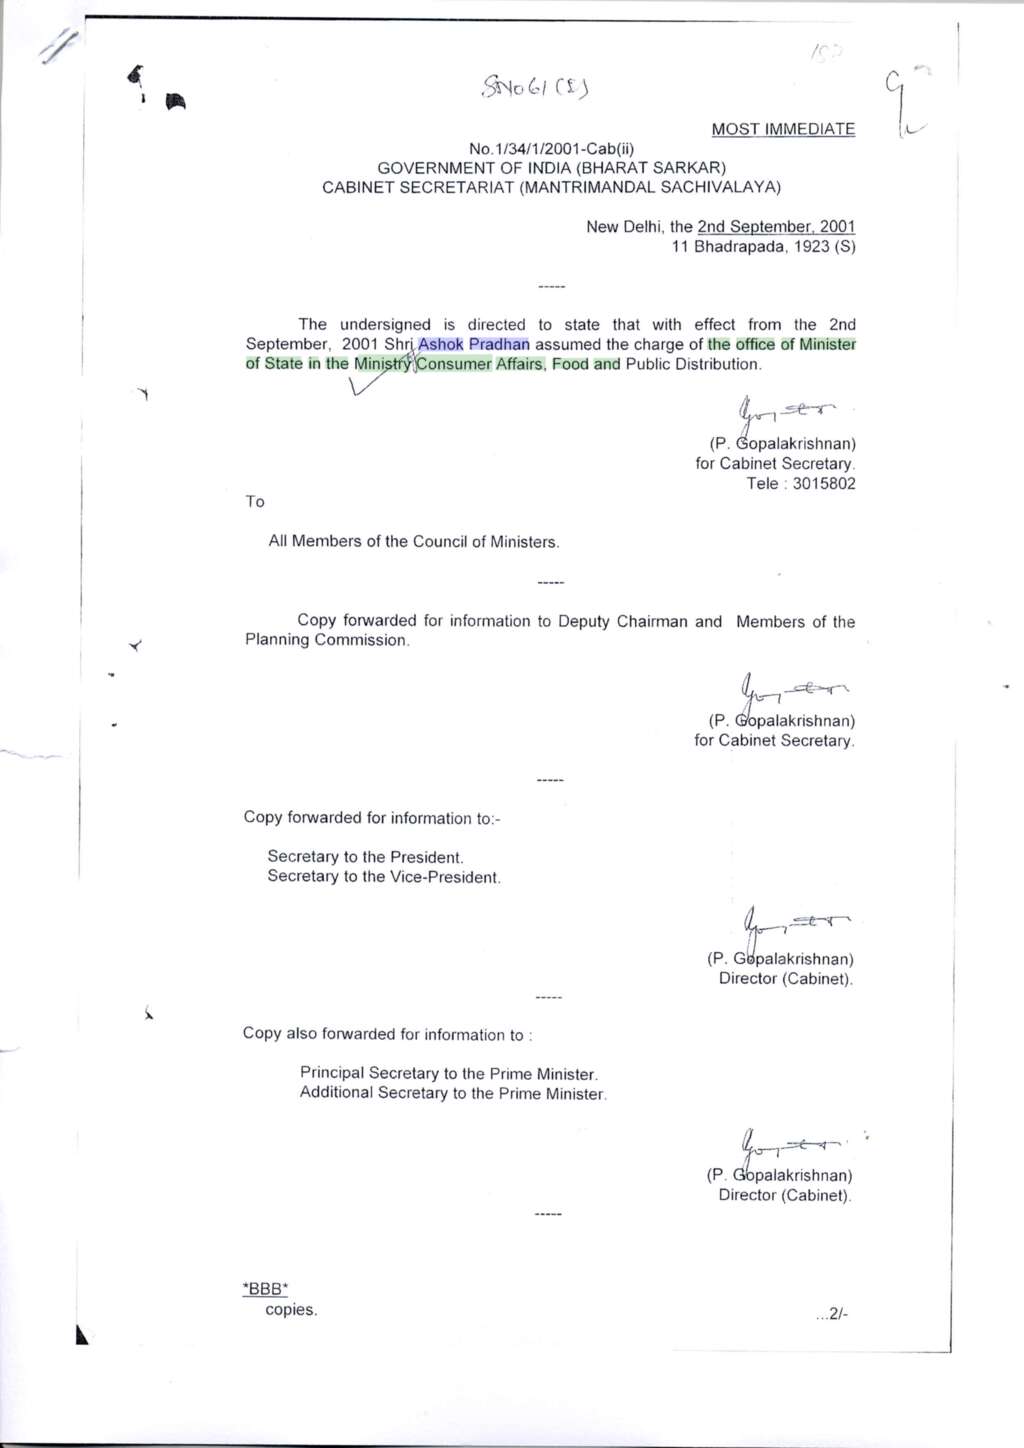 SNo 61 (E)
MOST IMMEDIATE
No.1/34/1/2001-Cab(ii)
GOVERNMENT OF INDIA (BHARAT SARKAR)
CABINET SECRETARIAT (MANTRIMANDAL SACHIVALAYA)
New Delhi, the 2nd September, 2001
11 Bhadrapada, 1923 (S)
-----
The undersigned is directed to state that with effect from the 2nd
September, 2001 Shri Ashok Pradhan assumed the charge of the office of Minister
of State in the Ministry Consumer Affairs, Food and Public Distribution.
(P. Gopalakrishnan)
for Cabinet Secretary.
Tele : 3015802
To
All Members of the Council of Ministers.
-----
Copy forwarded for information to Deputy Chairman and Members of the
Planning Commission.
(P. Gopalakrishnan)
for Cabinet Secretary.
-----
Copy forwarded for information to:-
Secretary to the President.
Secretary to the Vice-President.
(P. Gopalakrishnan)
Director (Cabinet).
-----
Copy also forwarded for information to :
Principal Secretary to the Prime Minister.
Additional Secretary to the Prime Minister.
(P. Gopalakrishnan)
Director (Cabinet).
-----
*BBB*
copies.
...2/-